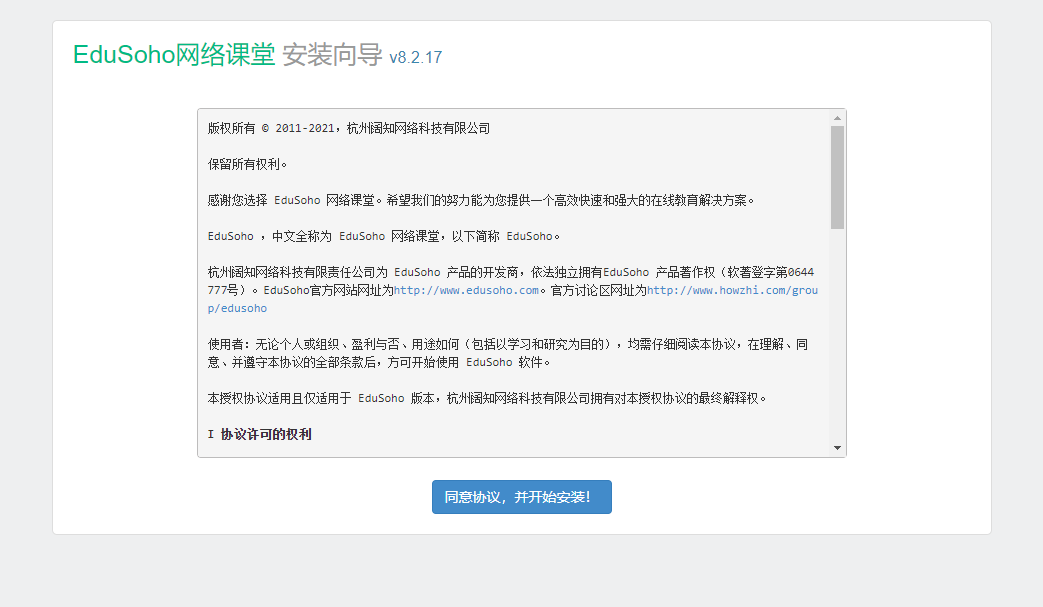 EduSoho网络课堂 安装向导 v8.2.17
版权所有 © 2011-2021，杭州阔知网络科技有限公司
保留所有权利。
感谢您选择 EduSoho 网络课堂。希望我们的努力能为您提供一个高效快速和强大的在线教育解决方案。
EduSoho ，中文全称为 EduSoho 网络课堂，以下简称 EduSoho。
杭州阔知网络科技有限责任公司为 EduSoho 产品的开发商，依法独立拥有EduSoho 产品著作权（软著登字第0644
777号）。EduSoho官方网站网址为http://www.edusoho.com。官方讨论区网址为http://www.howzhi.com/grou
p/edusoho
使用者：无论个人或组织、盈利与否、用途如何（包括以学习和研究为目的），均需仔细阅读本协议，在理解、同
意、并遵守本协议的全部条款后，方可开始使用 EduSoho 软件。
本授权协议适用且仅适用于 EduSoho 版本，杭州阔知网络科技有限公司拥有对本授权协议的最终解释权。
I 协议许可的权利
同意协议，并开始安装!